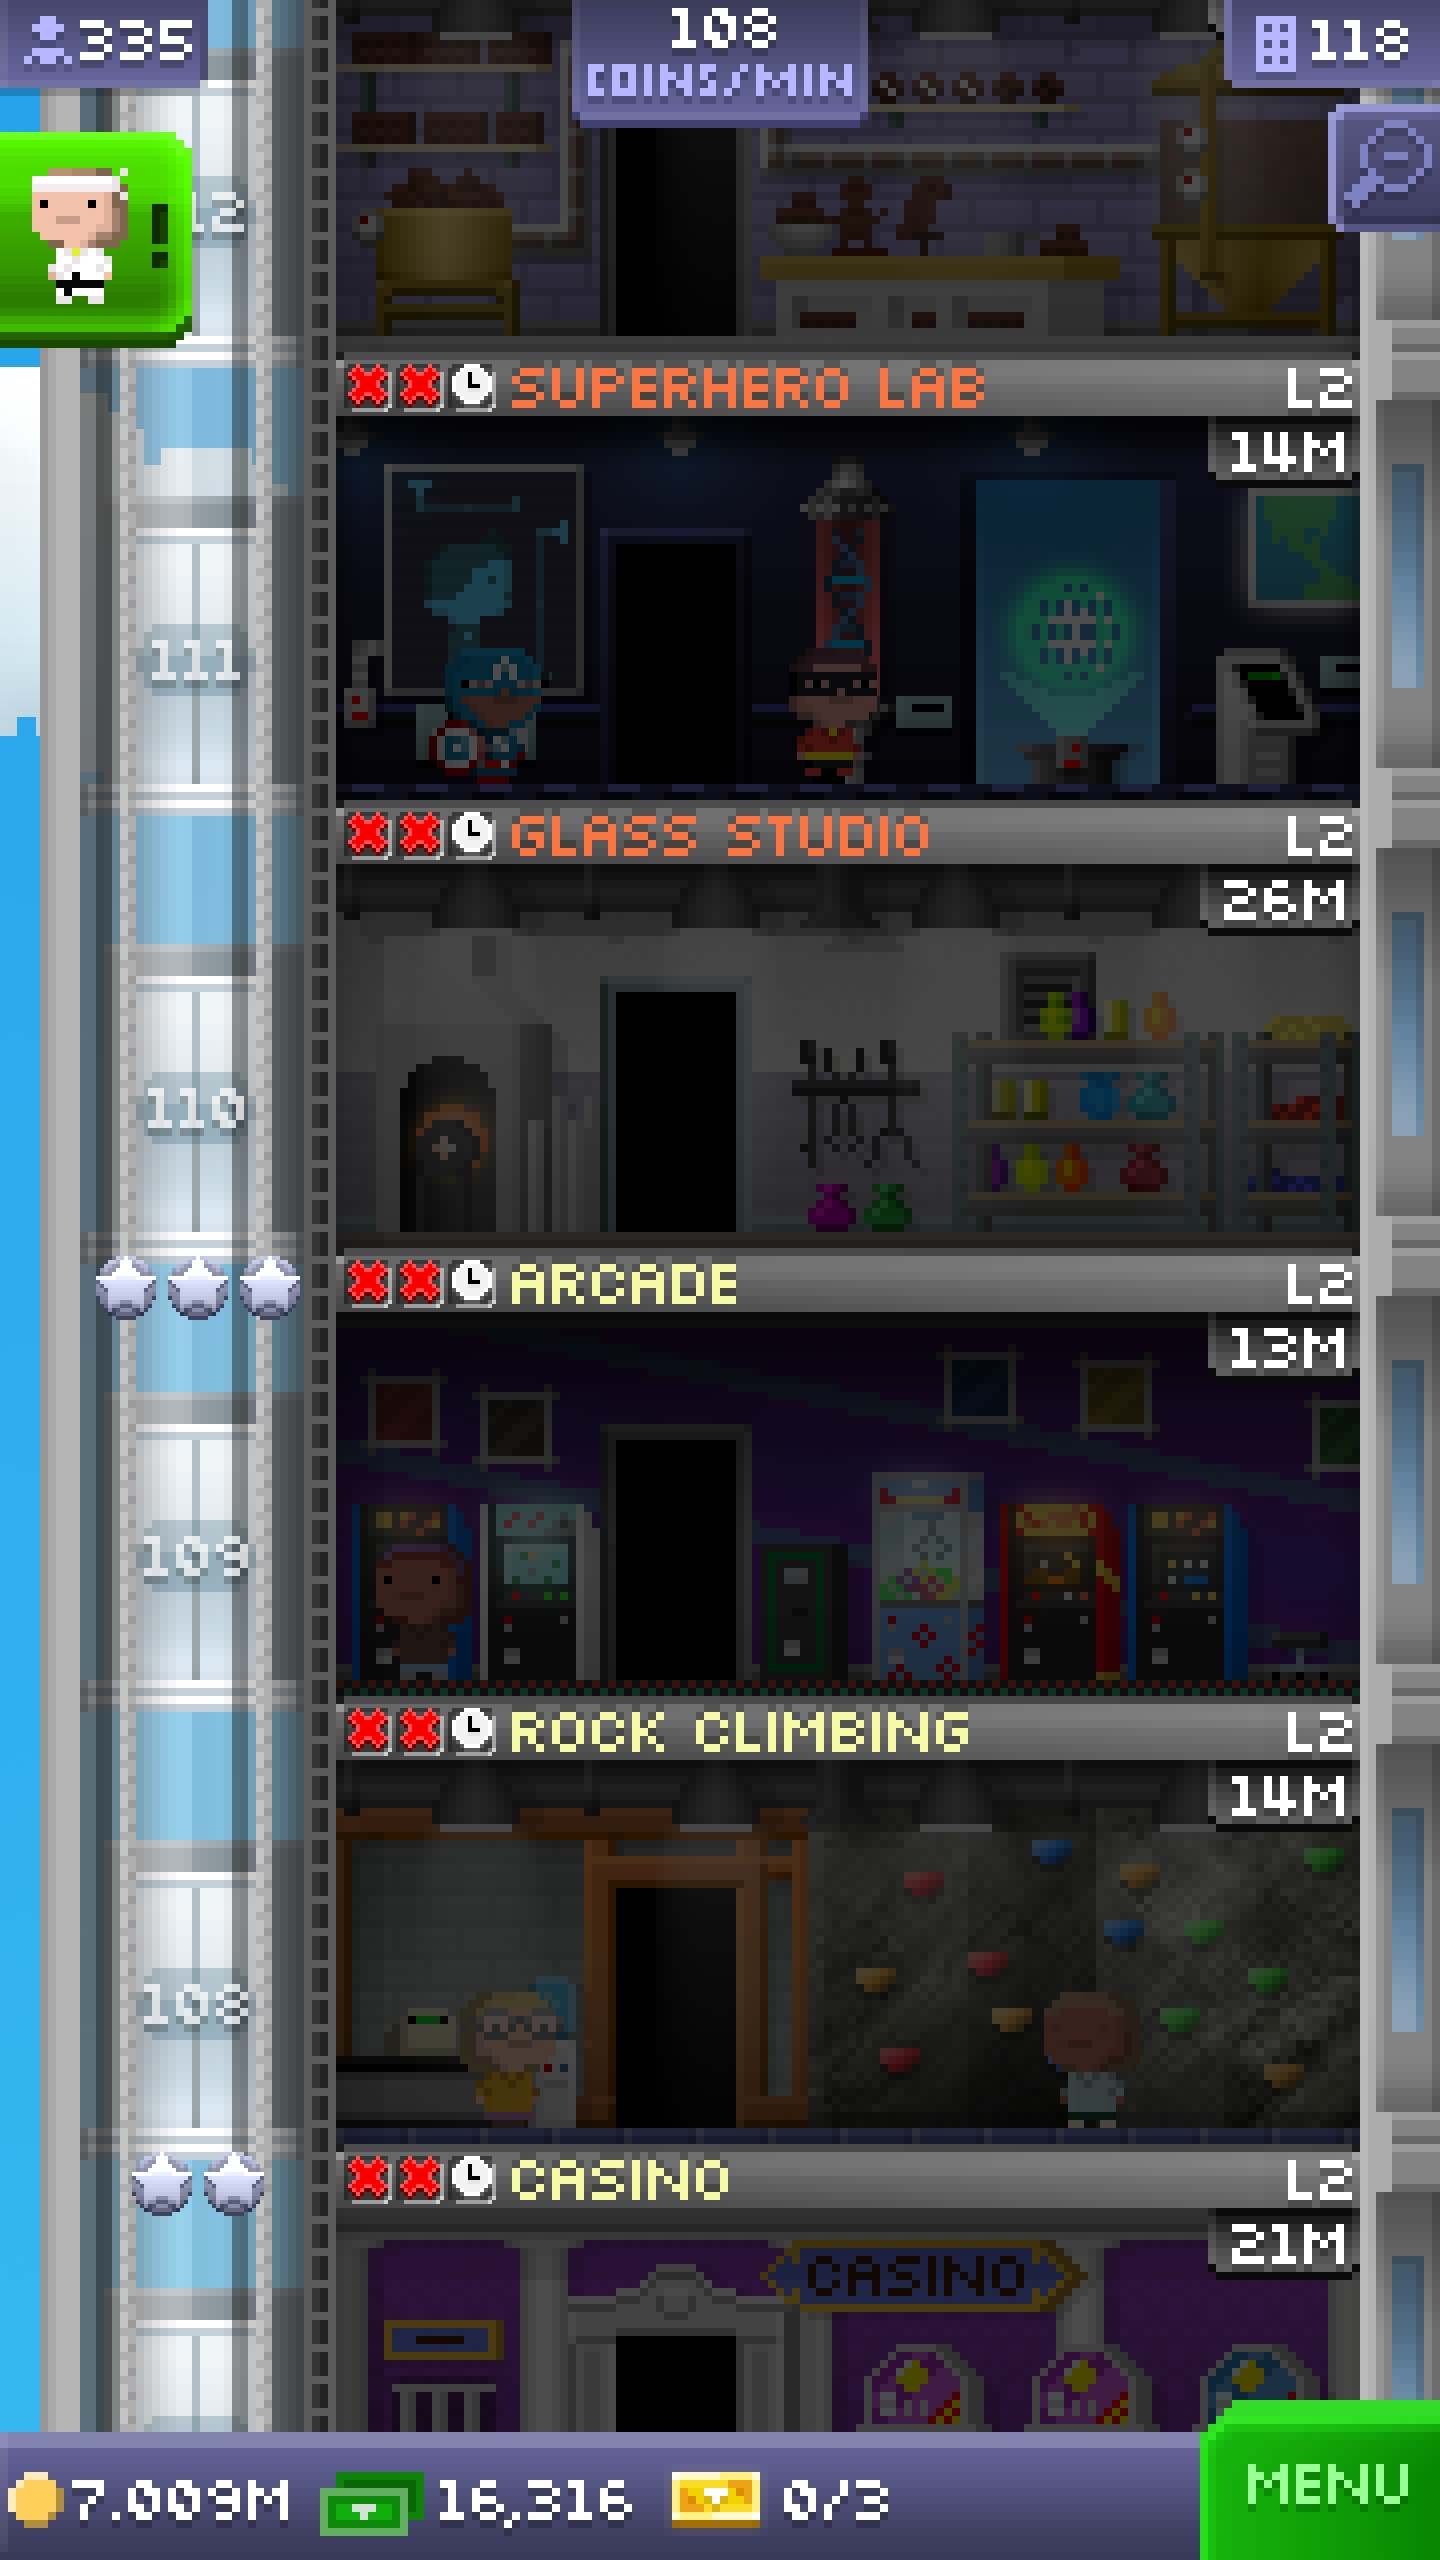 335
108
COINS/MIN
118
!
12
SUPERHERO LAB L2
14M
111
GLASS STUDIO L2
26M
110
ARCADE L2
13M
109
ROCK CLIMBING L2
14M
108
CASINO L2
21M
CASINO
7.009M 16,316 0/3
MENU